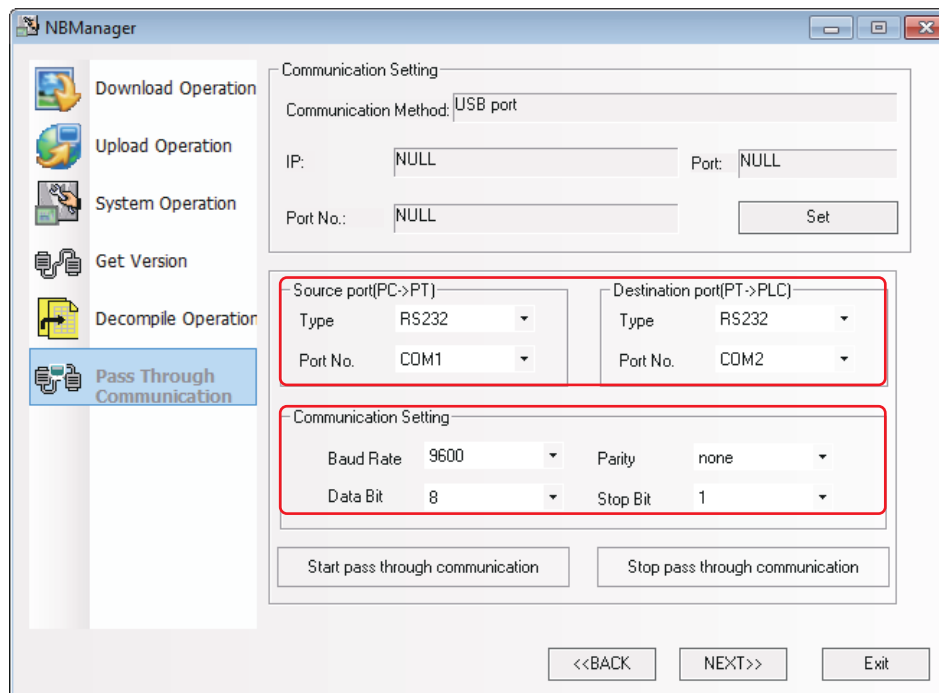 NBManager
Download Operation
Upload Operation
System Operation
Get Version
Decompile Operation
Pass Through
Communication
Communication Setting
Communication Method: USB port
IP: NULL Port: NULL
Port No.: NULL Set
Source port(PC->PT) Destination port(PT->PLC)
Type RS232 Type RS232
Port No. COM1 Port No. COM2
Communication Setting
Baud Rate 9600 Parity none
Data Bit 8 Stop Bit 1
Start pass through communication Stop pass through communication
<<BACK NEXT>> Exit